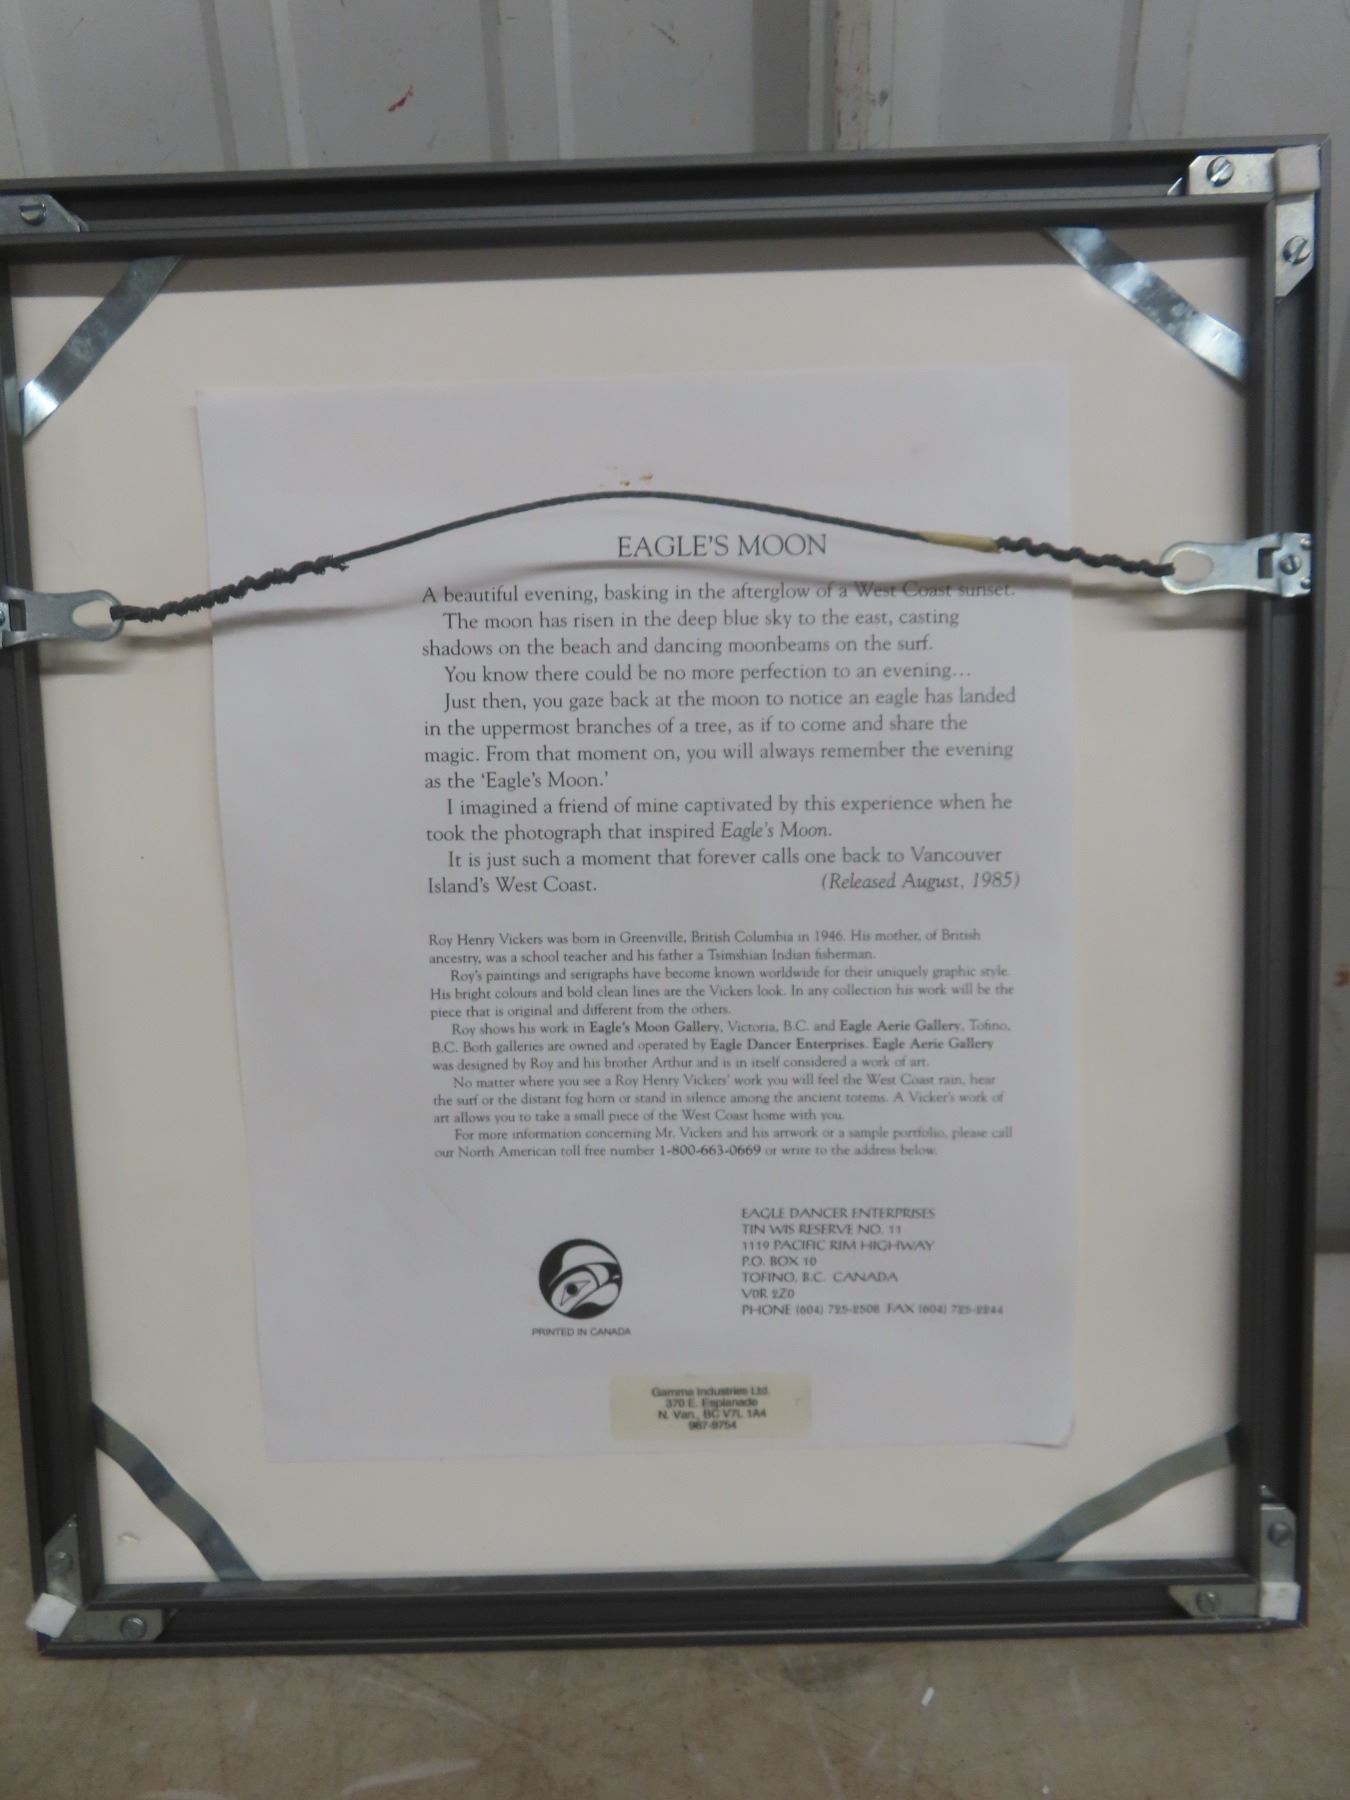 EAGLE'S MOON
A beautiful evening, basking in the afterglow of a West Coast sunset.
The moon has risen in the deep blue sky to the east, casting
shadows on the beach and dancing moonbeams on the surf.
You know there could be no more perfection to an evening...
Just then, you gaze back at the moon to notice an eagle has landed
in the uppermost branches of a tree, as if to come and share the
magic. From that moment on, you will always remember the evening
as the 'Eagle's Moon.'
I imagined a friend of mine captivated by this experience when he
took the photograph that inspired Eagle's Moon.
It is just such a moment that forever calls one back to Vancouver
Island's West Coast. (Released August, 1985)
Roy Henry Vickers was born in Greenville, British Columbia in 1946. His mother, of British
ancestry, was a school teacher and his father a Tsimshian Indian fisherman.
Roy's paintings and serigraphs have become known worldwide for their uniquely graphic style.
His bright colours and bold clean lines are the Vickers look. In any collection his work will be the
piece that is original and different from the others.
Roy shows his work in Eagle's Moon Gallery, Victoria, B.C. and Eagle Aerie Gallery, Tofino,
B.C. Both galleries are owned and operated by Eagle Dancer Enterprises. Eagle Aerie Gallery
was designed by Roy and his brother Arthur and is in itself considered a work of art.
No matter where you see a Roy Henry Vickers' work you will feel the West Coast rain, hear
the surf or the distant fog horn or stand in silence among the ancient totems. A Vicker's work of
art allows you to take a small piece of the West Coast home with you.
For more information concerning Mr. Vickers and his artwork or a sample portfolio, please call
our North American toll free number 1-800-663-0669 or write to the address below.
EAGLE DANCER ENTERPRISES
TIN WIS RESERVE NO. 11
1119 PACIFIC RIM HIGHWAY
P.O. BOX 10
TOFINO, B.C. CANADA
V0R 2Z0
PHONE (604) 725-2508 FAX (604) 725-2244
PRINTED IN CANADA
Gamma Industries Ltd.
370 E. Esplanade
N. Van., BC V7L 1A4
987-9754